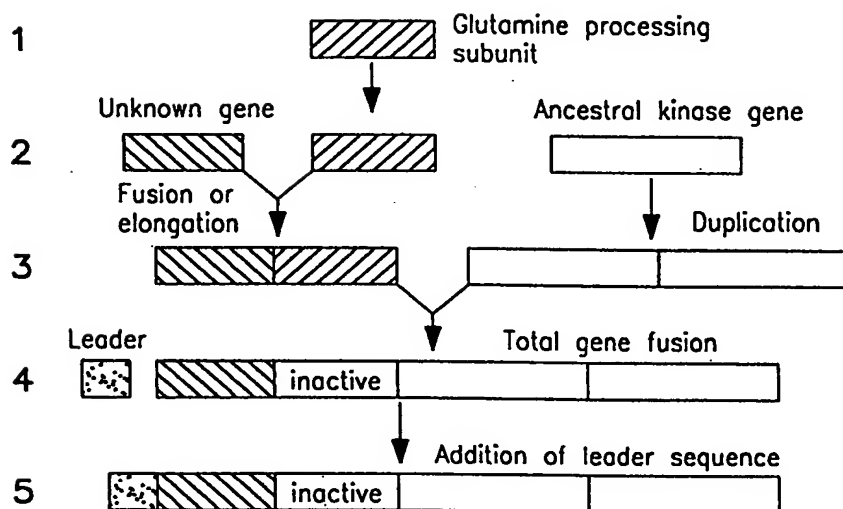 1
Glutamine processing
subunit
Unknown gene
Ancestral kinase gene
2
Fusion or
elongation
Duplication
3
Leader
Total gene fusion
4
inactive
Addition of leader sequence
5
inactive